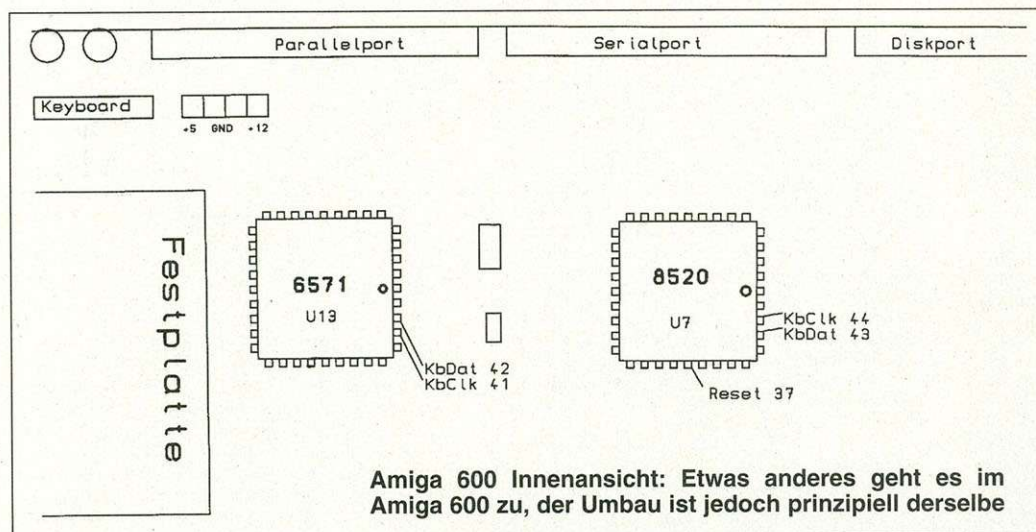 Parallelport
Serialport
Diskport
Keyboard
+5 GND +12
Festplatte
6571
U13
KbDat 42
KbClk 41
8520
U7
KbClk 44
KbDat 43
Reset 37
Amiga 600 Innenansicht: Etwas anderes geht es im
Amiga 600 zu, der Umbau ist jedoch prinzipiell derselbe